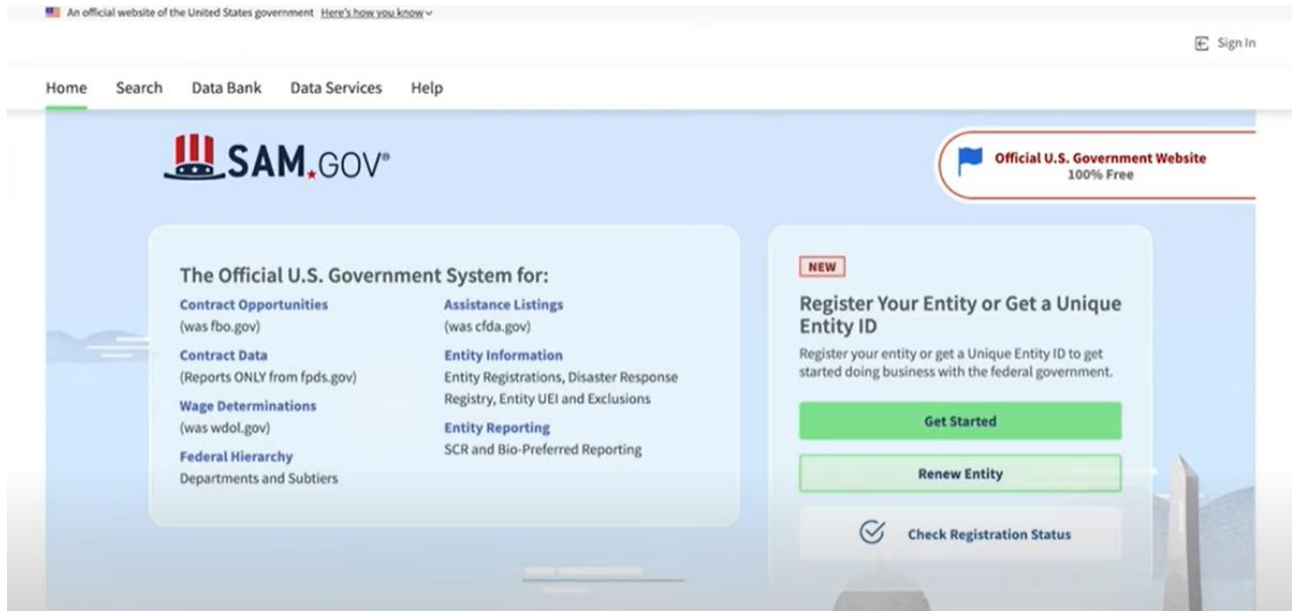 An official website of the United States government Here's how you know
Sign In
Home Search Data Bank Data Services Help
SAM.GOV®
Official U.S. Government Website
100% Free
The Official U.S. Government System for:
Contract Opportunities
(was fbo.gov)
Contract Data
(Reports ONLY from fpds.gov)
Wage Determinations
(was wdol.gov)
Federal Hierarchy
Departments and Subtiers
Assistance Listings
(was cfda.gov)
Entity Information
Entity Registrations, Disaster Response
Registry, Entity UEI and Exclusions
Entity Reporting
SCR and Bio-Preferred Reporting
NEW
Register Your Entity or Get a Unique
Entity ID
Register your entity or get a Unique Entity ID to get
started doing business with the federal government.
Get Started
Renew Entity
Check Registration Status